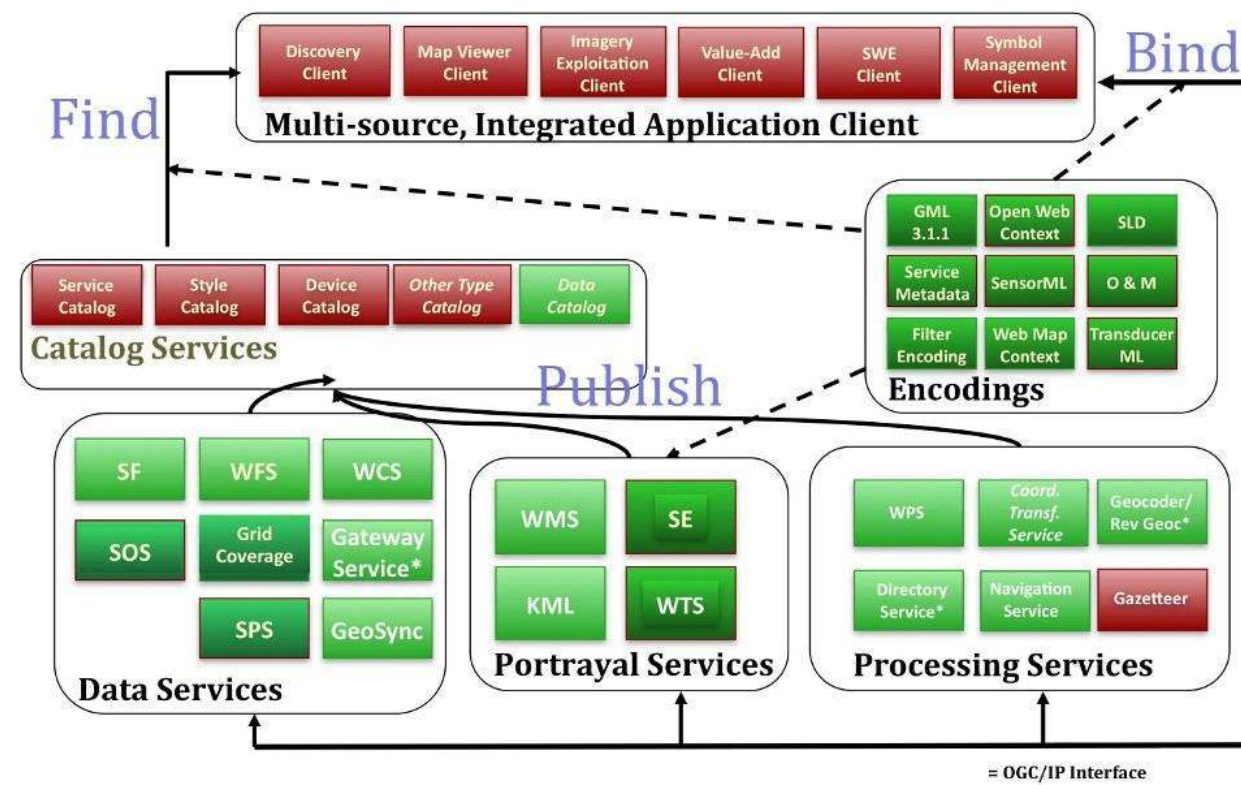 Discovery
Client
Map Viewer
Client
Imagery
Exploitation
Client
Value-Add
Client
SWE
Client
Symbol
Management
Client
Multi-source, Integrated Application Client
Bind
Find
GML
3.1.1
Open Web
Context
SLD
Service
Metadata
SensorML
O & M
Filter
Encoding
Web Map
Context
Transducer
ML
Encodings
Service
Catalog
Style
Catalog
Device
Catalog
Other Type
Catalog
Data
Catalog
Catalog Services
Publish
SF
WFS
WCS
SOS
Grid
Coverage
Gateway
Service*
SPS
GeoSync
Data Services
WMS
SE
KML
WTS
Portrayal Services
WPS
Coord.
Transf.
Service
Geocoder/
Rev Geoc*
Directory
Service*
Navigation
Service
Gazetteer
Processing Services
= OGC/IP Interface